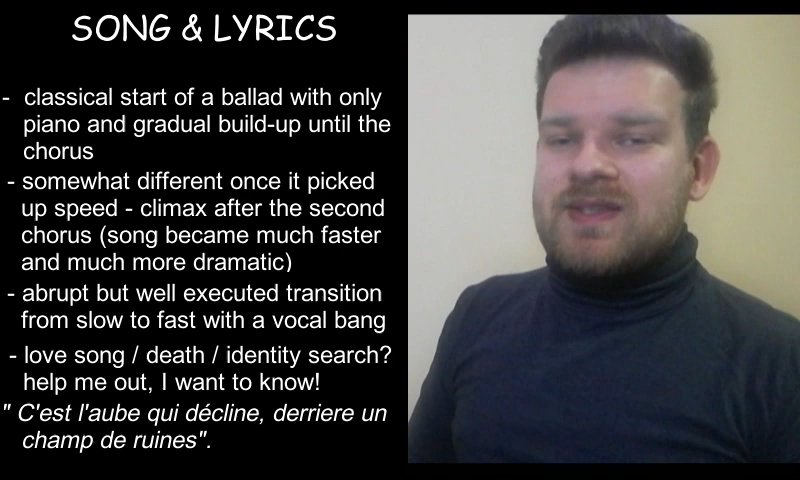 SONG & LYRICS
- classical start of a ballad with only
piano and gradual build-up until the
chorus
- somewhat different once it picked
up speed - climax after the second
chorus (song became much faster
and much more dramatic)
- abrupt but well executed transition
from slow to fast with a vocal bang
- love song / death / identity search?
help me out, I want to know!
" C'est l'aube qui décline, derriere un
champ de ruines".